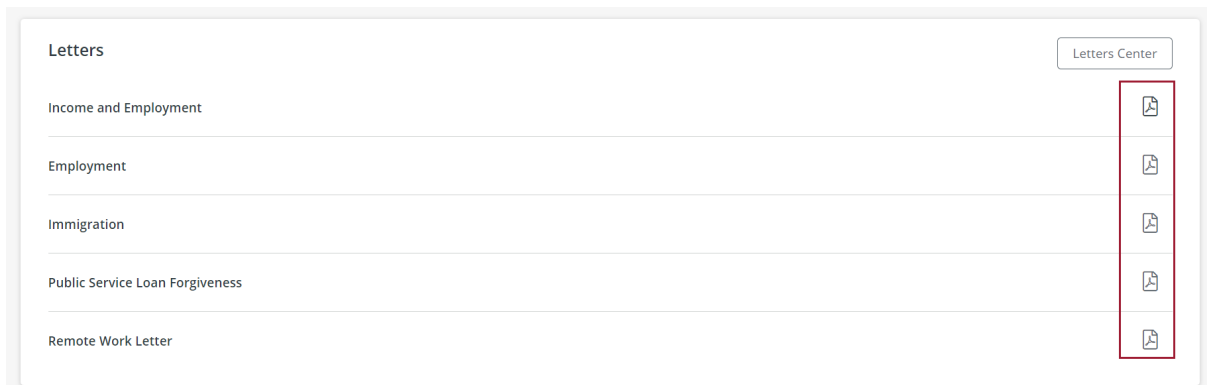 Letters
Letters Center
Income and Employment
Employment
Immigration
Public Service Loan Forgiveness
Remote Work Letter